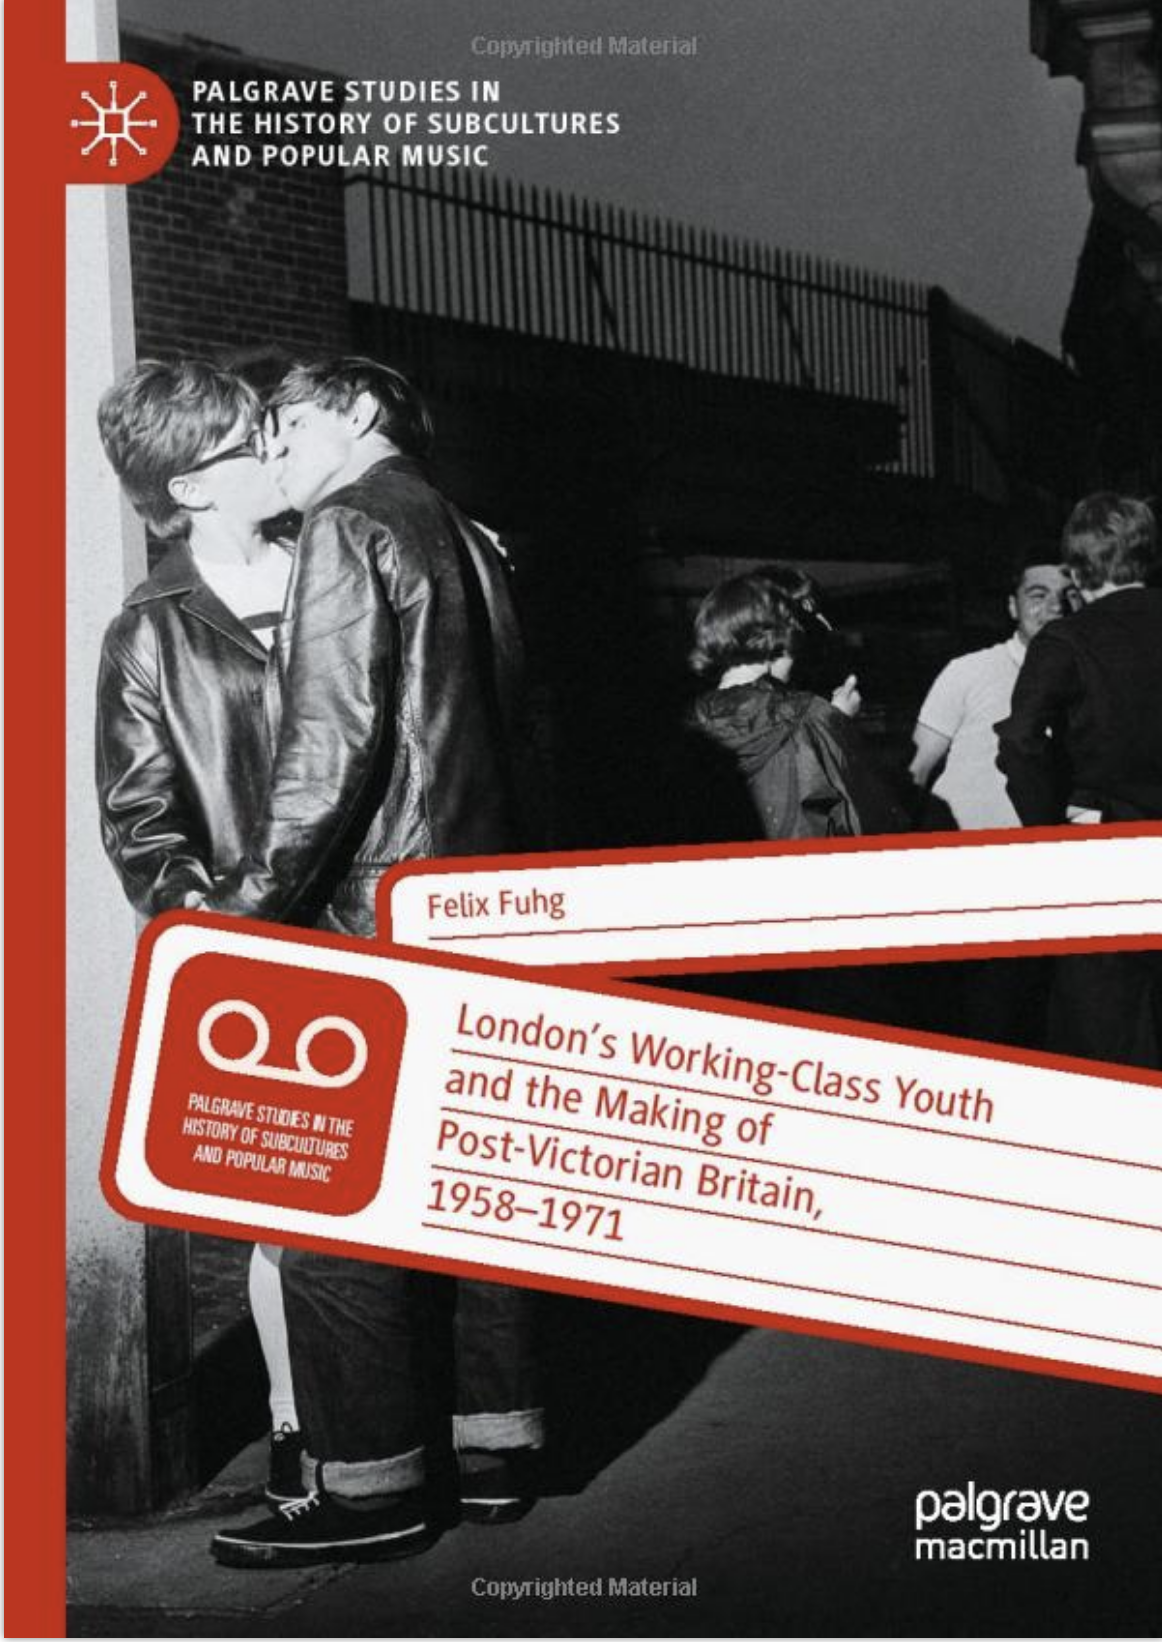 Copyrighted Material
PALGRAVE STUDIES IN
THE HISTORY OF SUBCULTURES
AND POPULAR MUSIC
Felix Fuhg
London's Working-Class Youth
and the Making of
Post-Victorian Britain,
1958–1971
PALGRAVE STUDIES IN THE
HISTORY OF SUBCULTURES
AND POPULAR MUSIC
palgrave
macmillan
Copyrighted Material